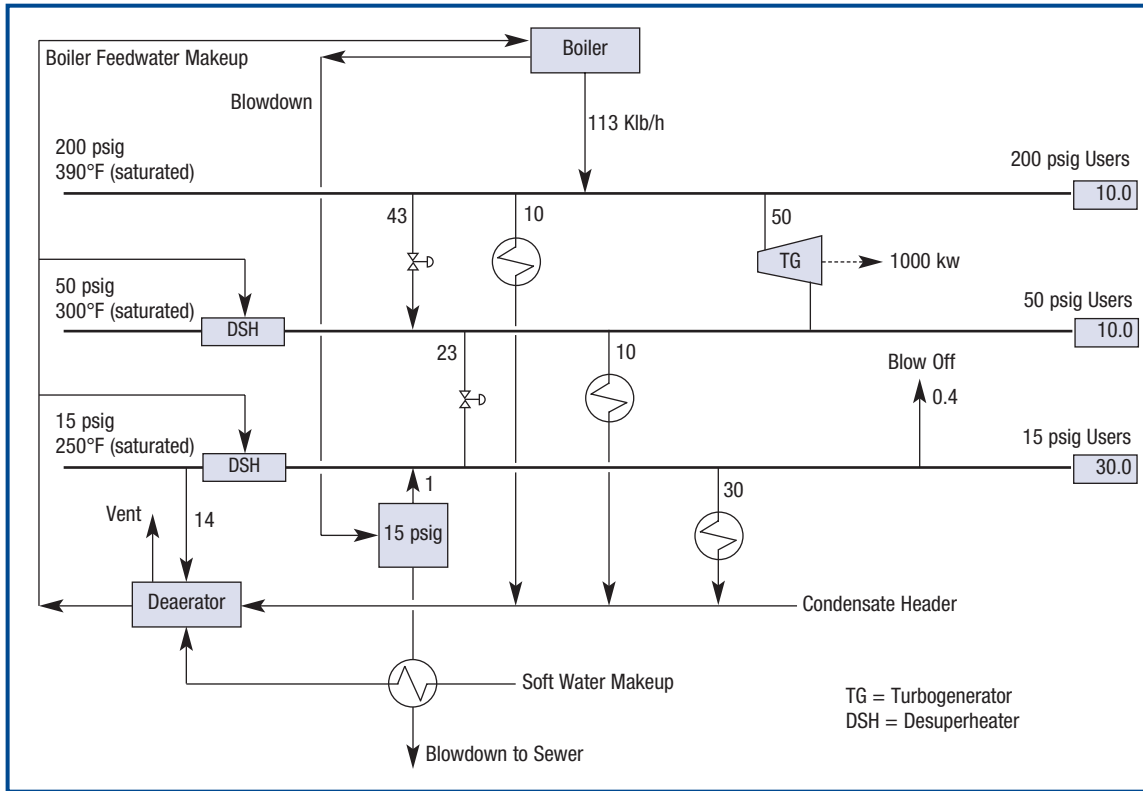 Boiler
Boiler Feedwater Makeup
Blowdown
113 Klb/h
200 psig
390°F (saturated)
200 psig Users
10.0
43
10
50
TG
1000 kw
50 psig
300°F (saturated)
DSH
50 psig Users
10.0
23
10
Blow Off
0.4
15 psig
250°F (saturated)
DSH
15 psig Users
30.0
14
Vent
1
15 psig
30
Deaerator
Condensate Header
Soft Water Makeup
TG = Turbogenerator
DSH = Desuperheater
Blowdown to Sewer